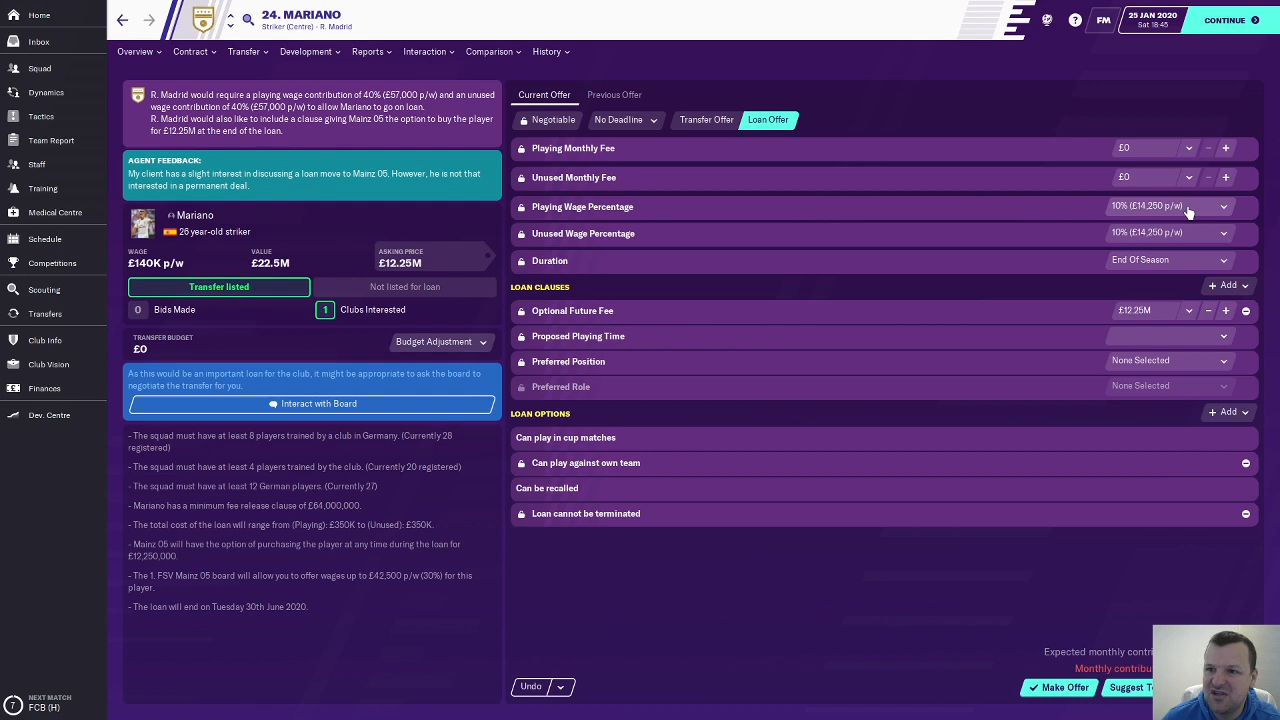 Home
24. MARIANO
Striker (Centre) - R. Madrid
FM
25 JAN 2020
Sat 18:45
CONTINUE
Overview
Contract
Transfer
Development
Reports
Interaction
Comparison
History
Inbox
Squad
Dynamics
Tactics
Team Report
Staff
Training
Medical Centre
Schedule
Competitions
Scouting
Transfers
Club Info
Club Vision
Finances
Dev. Centre
NEXT MATCH
7 FCB (H)
R. Madrid would require a playing wage contribution of 40% (£57,000 p/w) and an unused
wage contribution of 40% (£57,000 p/w) to allow Mariano to go on loan.
R. Madrid would also like to include a clause giving Mainz 05 the option to buy the player
for £12.25M at the end of the loan.
AGENT FEEDBACK:
My client has a slight interest in discussing a loan move to Mainz 05. However, he is not that
interested in a permanent deal.
Mariano
26 year-old striker
WAGE
£140K p/w
VALUE
£22.5M
ASKING PRICE
£12.25M
Transfer listed
Not listed for loan
0 Bids Made
1 Clubs Interested
TRANSFER BUDGET
£0
Budget Adjustment
As this would be an important loan for the club, it might be appropriate to ask the board to
negotiate the transfer for you.
Interact with Board
- The squad must have at least 8 players trained by a club in Germany. (Currently 28
registered)
- The squad must have at least 4 players trained by the club. (Currently 20 registered)
- The squad must have at least 12 German players. (Currently 27)
- Mariano has a minimum fee release clause of £64,000,000.
- The total cost of the loan will range from (Playing): £350K to (Unused): £350K.
- Mainz 05 will have the option of purchasing the player at any time during the loan for
£12,250,000.
- The 1. FSV Mainz 05 board will allow you to offer wages up to £42,500 p/w (30%) for this
player.
- The loan will end on Tuesday 30th June 2020.
Current Offer
Previous Offer
Negotiable
No Deadline
Transfer Offer
Loan Offer
Playing Monthly Fee £0
Unused Monthly Fee £0
Playing Wage Percentage 10% (£14,250 p/w)
Unused Wage Percentage 10% (£14,250 p/w)
Duration End Of Season
LOAN CLAUSES
Add
Optional Future Fee £12.25M
Proposed Playing Time
Preferred Position None Selected
Preferred Role None Selected
LOAN OPTIONS
Add
Can play in cup matches
Can play against own team
Can be recalled
Loan cannot be terminated
Expected monthly
Monthly
Undo
Make Offer
Suggest